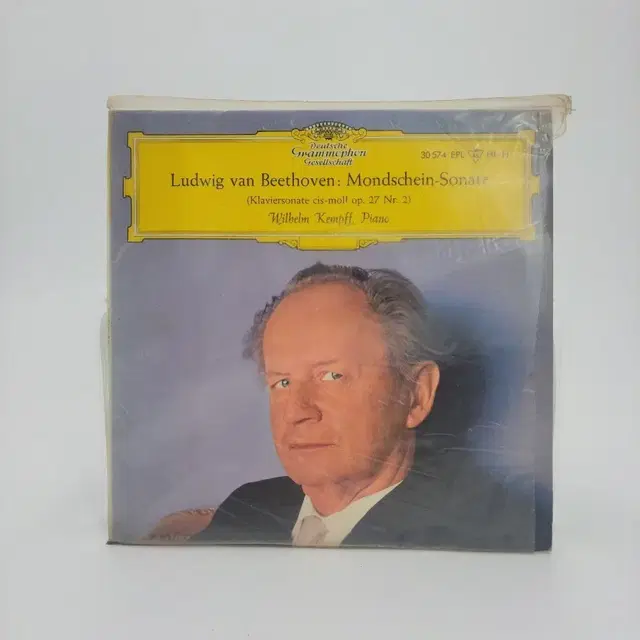 Deutsche
Grammophon
Gesellschaft
30 574 EPL
Ludwig van Beethoven: Mondschein-Sonate
(Klaviersonate cis-moll op. 27 Nr. 2)
Wilhelm Kempff, Piano